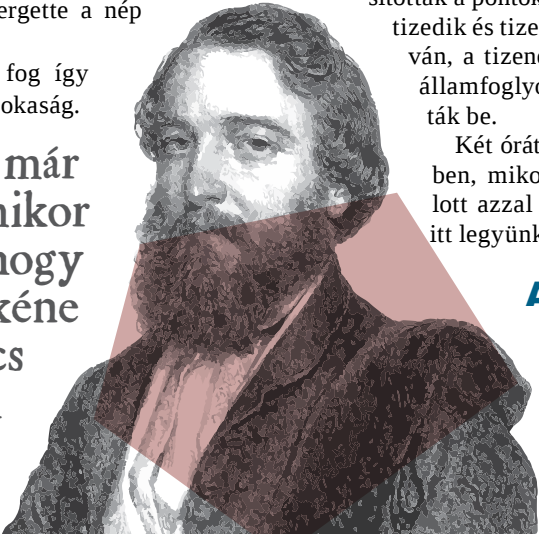 ergette a nép
fog így
okaság.
már
nikor
hogy
kéne
cs
sították a pontok
tizedik és tize
ván, a tizen
államfoglyo
ták be.
Két órát
ben, miko
lott azzal
itt legyünk
A